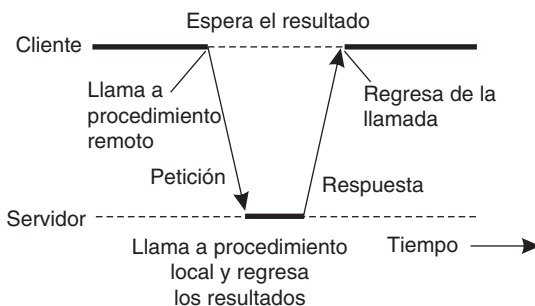 Espera el resultado
Cliente
Llama a
procedimiento
remoto
Regresa de la
llamada
Petición
Respuesta
Servidor
Llama a procedimiento
local y regresa
los resultados
Tiempo